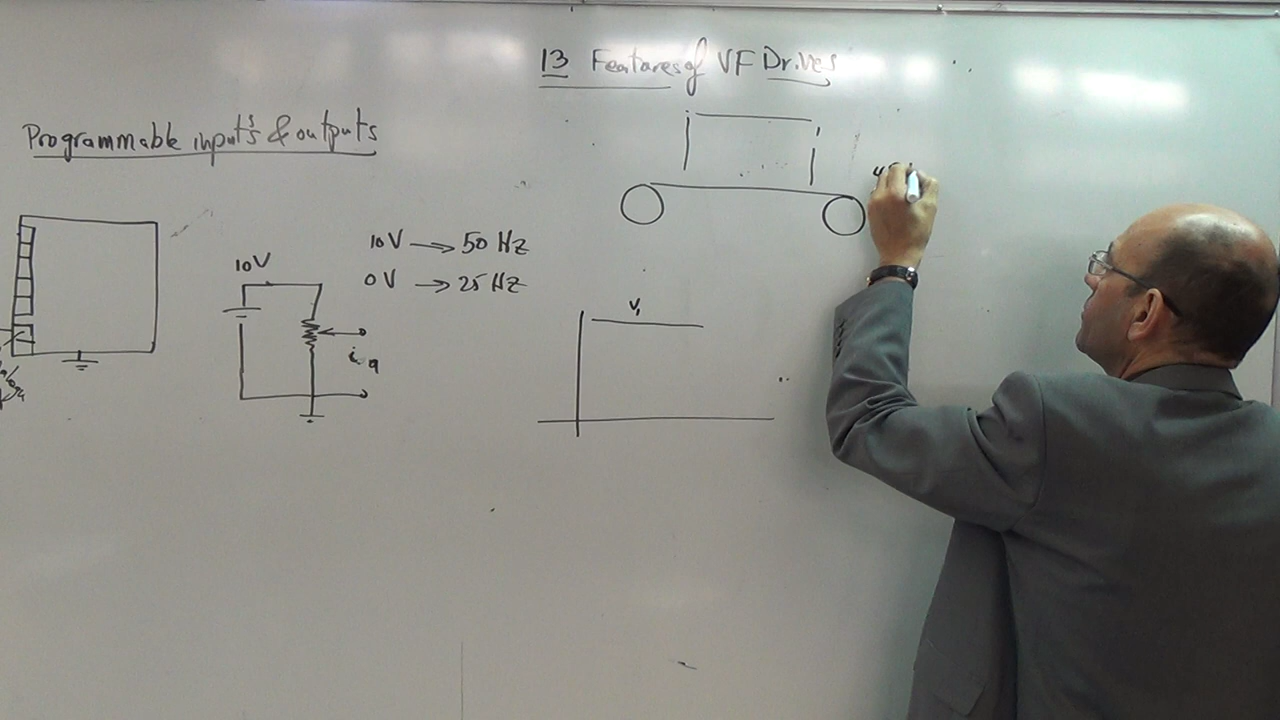 13 Features of VF Drives
Programmable inputs & outputs
10V → 50 Hz
0V → 25 Hz
10V
V₁